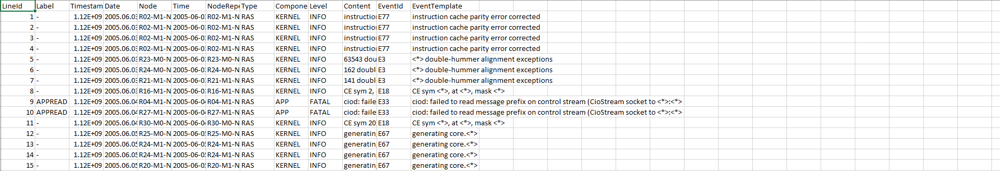 LineId Label Timestam Date Node Time NodeRepe Type Compone Level Content EventId EventTemplate
1 - 1.12E+09 2005.06.03 R02-M1-N 2005-06-0 R02-M1-N RAS KERNEL INFO instructio E77 instruction cache parity error corrected
2 - 1.12E+09 2005.06.03 R02-M1-N 2005-06-0 R02-M1-N RAS KERNEL INFO instructio E77 instruction cache parity error corrected
3 - 1.12E+09 2005.06.03 R02-M1-N 2005-06-0 R02-M1-N RAS KERNEL INFO instructio E77 instruction cache parity error corrected
4 - 1.12E+09 2005.06.03 R02-M1-N 2005-06-0 R02-M1-N RAS KERNEL INFO instructio E77 instruction cache parity error corrected
5 - 1.12E+09 2005.06.03 R23-M0-N 2005-06-0 R23-M0-N RAS KERNEL INFO 63543 dou E3 <*> double-hummer alignment exceptions
6 - 1.12E+09 2005.06.03 R24-M0-N 2005-06-0 R24-M0-N RAS KERNEL INFO 162 doubl E3 <*> double-hummer alignment exceptions
7 - 1.12E+09 2005.06.03 R21-M1-N 2005-06-0 R21-M1-N RAS KERNEL INFO 141 doubl E3 <*> double-hummer alignment exceptions
8 - 1.12E+09 2005.06.03 R16-M1-N 2005-06-0 R16-M1-N RAS KERNEL INFO CE sym 2, E18 CE sym <*>, at <*>, mask <*>
9 APPREAD 1.12E+09 2005.06.04 R04-M1-N 2005-06-0 R04-M1-N RAS APP FATAL ciod: faile E33 ciod: failed to read message prefix on control stream (CioStream socket to <*>:<*>
10 APPREAD 1.12E+09 2005.06.04 R27-M1-N 2005-06-0 R27-M1-N RAS APP FATAL ciod: faile E33 ciod: failed to read message prefix on control stream (CioStream socket to <*>:<*>
11 - 1.12E+09 2005.06.04 R30-M0-N 2005-06-0 R30-M0-N RAS KERNEL INFO CE sym 20 E18 CE sym <*>, at <*>, mask <*>
12 - 1.12E+09 2005.06.05 R25-M0-N 2005-06-0 R25-M0-N RAS KERNEL INFO generatin E67 generating core.<*>
13 - 1.12E+09 2005.06.05 R24-M1-N 2005-06-0 R24-M1-N RAS KERNEL INFO generatin E67 generating core.<*>
14 - 1.12E+09 2005.06.05 R24-M1-N 2005-06-0 R24-M1-N RAS KERNEL INFO generatin E67 generating core.<*>
15 - 1.12E+09 2005.06.05 R20-M1-N 2005-06-0 R20-M1-N RAS KERNEL INFO generatin E67 generating core.<*>